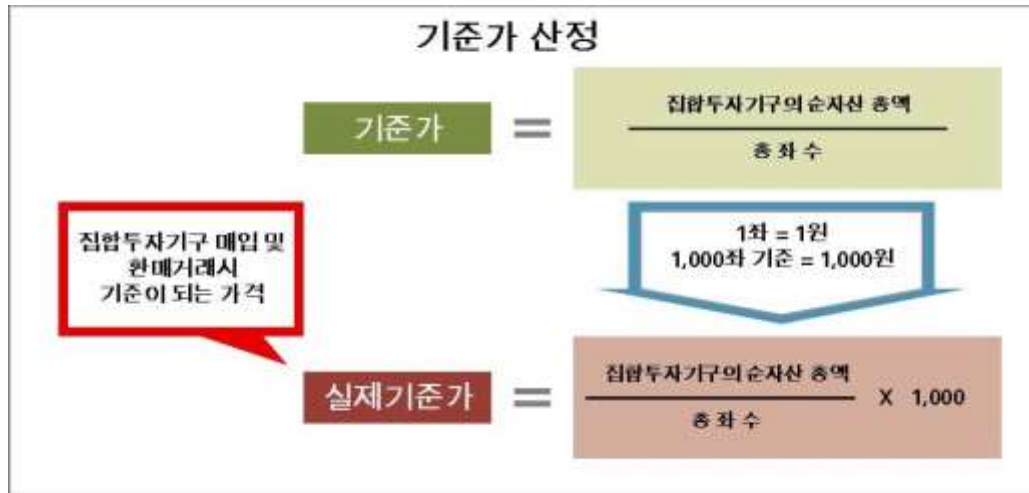 기준가 산정
기준가
=
집합투자기구의 순자산 총액
총 좌 수
집합투자기구 매입 및
환매거래시
기준이 되는 가격
1좌 = 1원
1,000좌 기준 = 1,000원
실제기준가
=
집합투자기구의 순자산 총액
총 좌 수
X 1,000